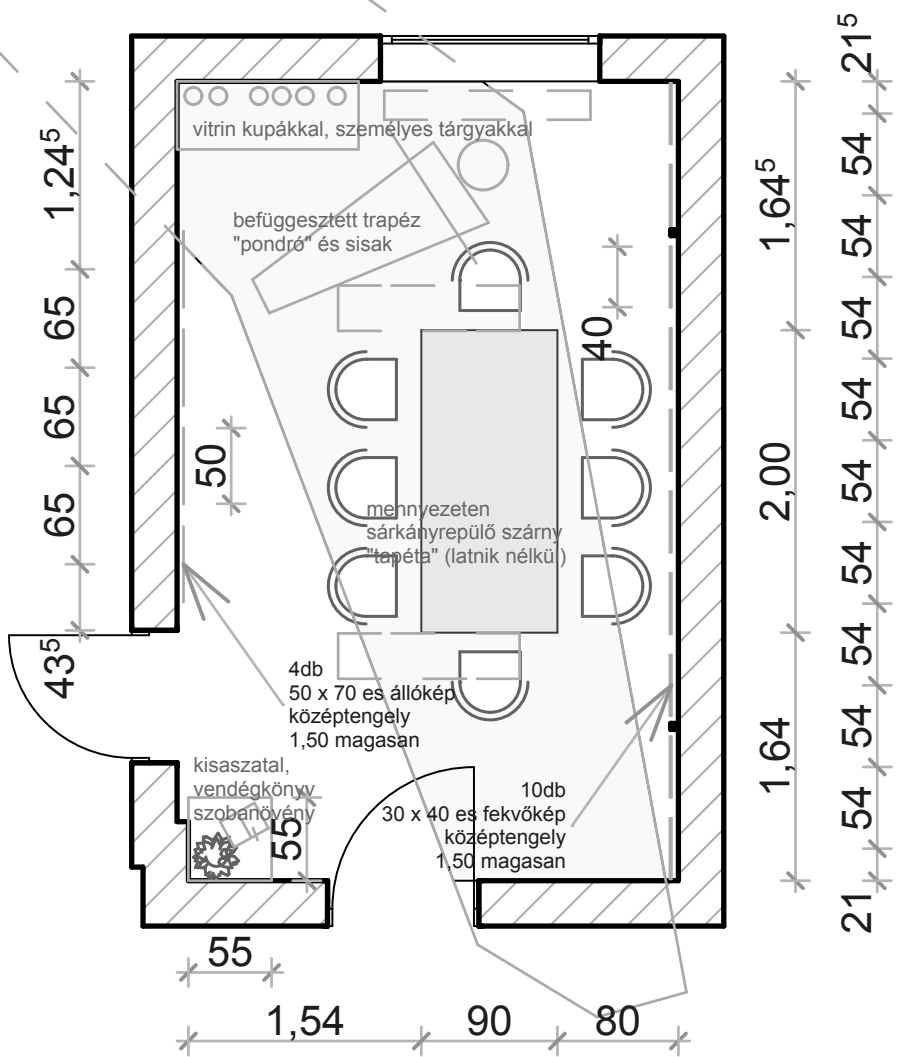 vitrin kupákkal, személyes tárgyakkal
befüggesztett trapéz
"pondró" és sisak
mennyezeten
sárkányrepülő szárny
"tapéta" (latnik nélkül)
4db
50 x 70 es állókép
középtengely
1,50 magasan
kisaszatal,
vendégkönyv
szobanövény
10db
30 x 40 es fekvőkép
középtengely
1,50 magasan
1,24⁵
65
65
65
43⁵
50
40
55
55
1,54
90
80
1,64⁵
2,00
1,64
21⁵
54
54
54
54
54
54
54
54
54
21